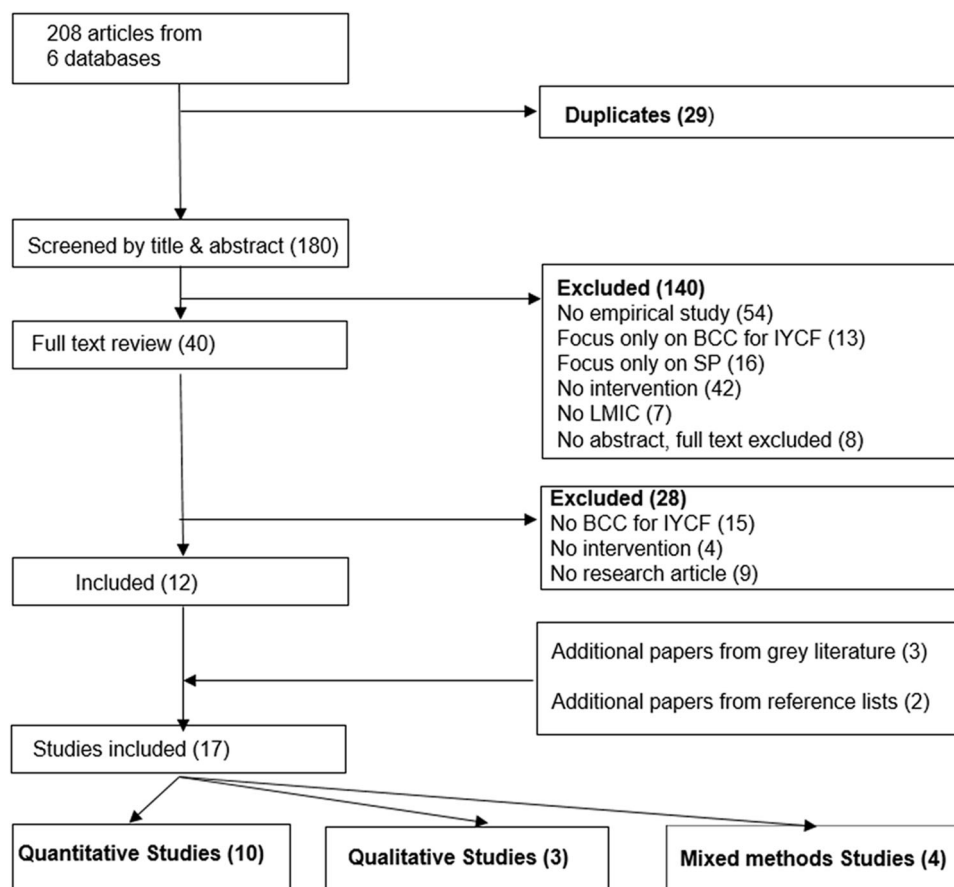 208 articles from
6 databases
Duplicates (29)
Screened by title & abstract (180)
Excluded (140)
No empirical study (54)
Focus only on BCC for IYCF (13)
Focus only on SP (16)
No intervention (42)
No LMIC (7)
No abstract, full text excluded (8)
Full text review (40)
Excluded (28)
No BCC for IYCF (15)
No intervention (4)
No research article (9)
Included (12)
Additional papers from grey literature (3)
Additional papers from reference lists (2)
Studies included (17)
Quantitative Studies (10)
Qualitative Studies (3)
Mixed methods Studies (4)